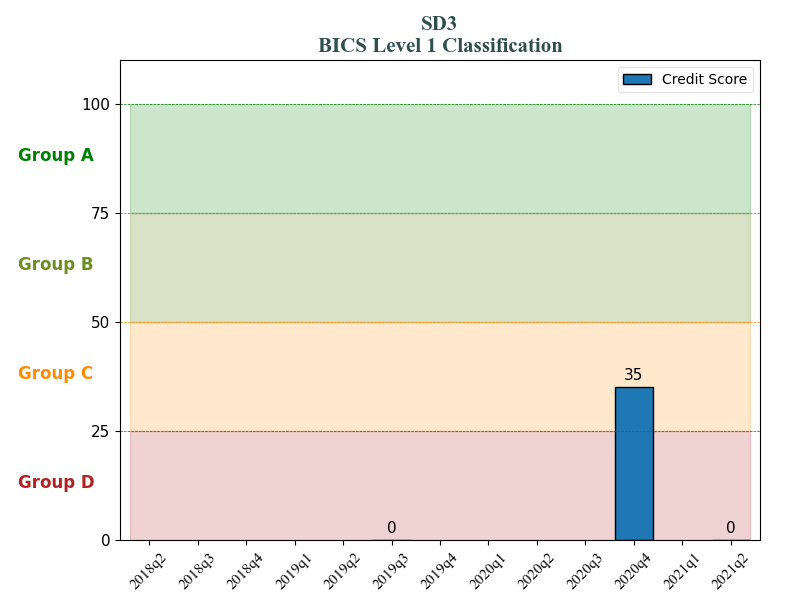 SD3
BICS Level 1 Classification
Credit Score
100
Group A
75
Group B
50
Group C
35
25
Group D
0
0
0
2018q2
2018q3
2018q4
2019q1
2019q2
2019q3
2019q4
2020q1
2020q2
2020q3
2020q4
2021q1
2021q2